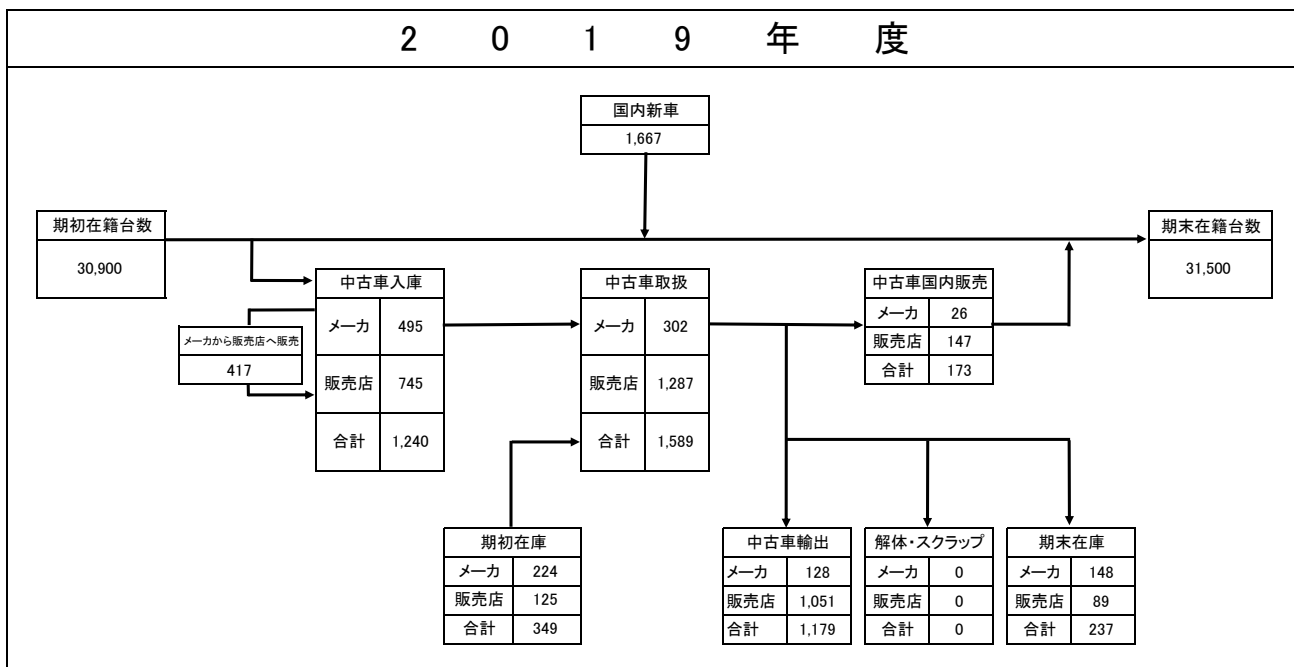 2019年度
国内新車
1,667
期初在籍台数
30,900
期末在籍台数
31,500
中古車入庫
メーカ 495
販売店 745
合計 1,240
メーカから販売店へ販売
417
中古車取扱
メーカ 302
販売店 1,287
合計 1,589
中古車国内販売
メーカ 26
販売店 147
合計 173
期初在庫
メーカ 224
販売店 125
合計 349
中古車輸出
メーカ 128
販売店 1,051
合計 1,179
解体・スクラップ
メーカ 0
販売店 0
合計 0
期末在庫
メーカ 148
販売店 89
合計 237